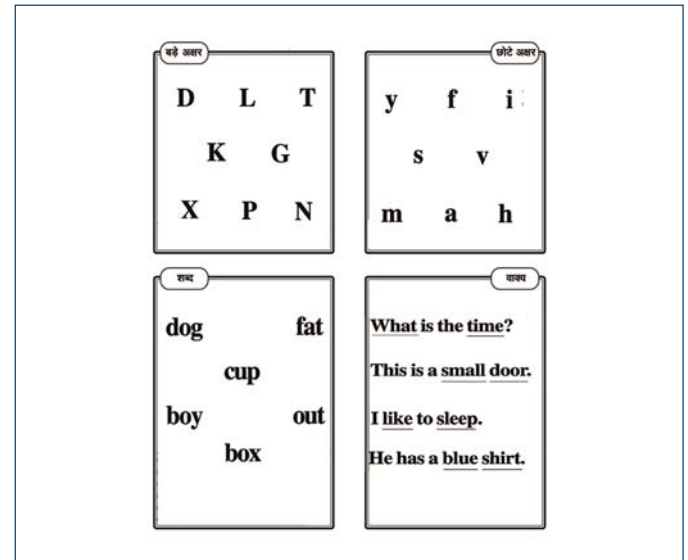 बड़े अक्षर
D L T
K G
X P N
छोटे अक्षर
y f i
s v
m a h
शब्द
dog fat
cup
boy out
box
वाक्य
What is the time?
This is a small door.
I like to sleep.
He has a blue shirt.